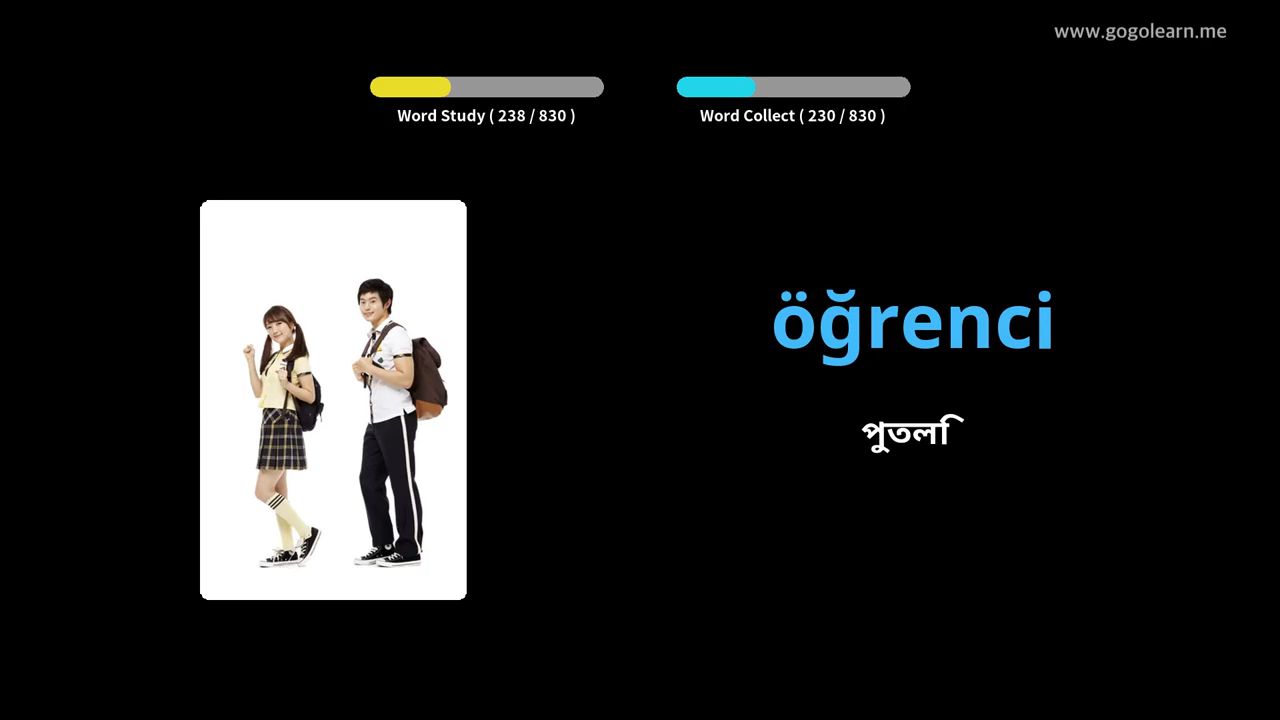 www.gogolearn.me
Word Study ( 238 / 830 )
Word Collect ( 230 / 830 )
öğrenci
পুতলি